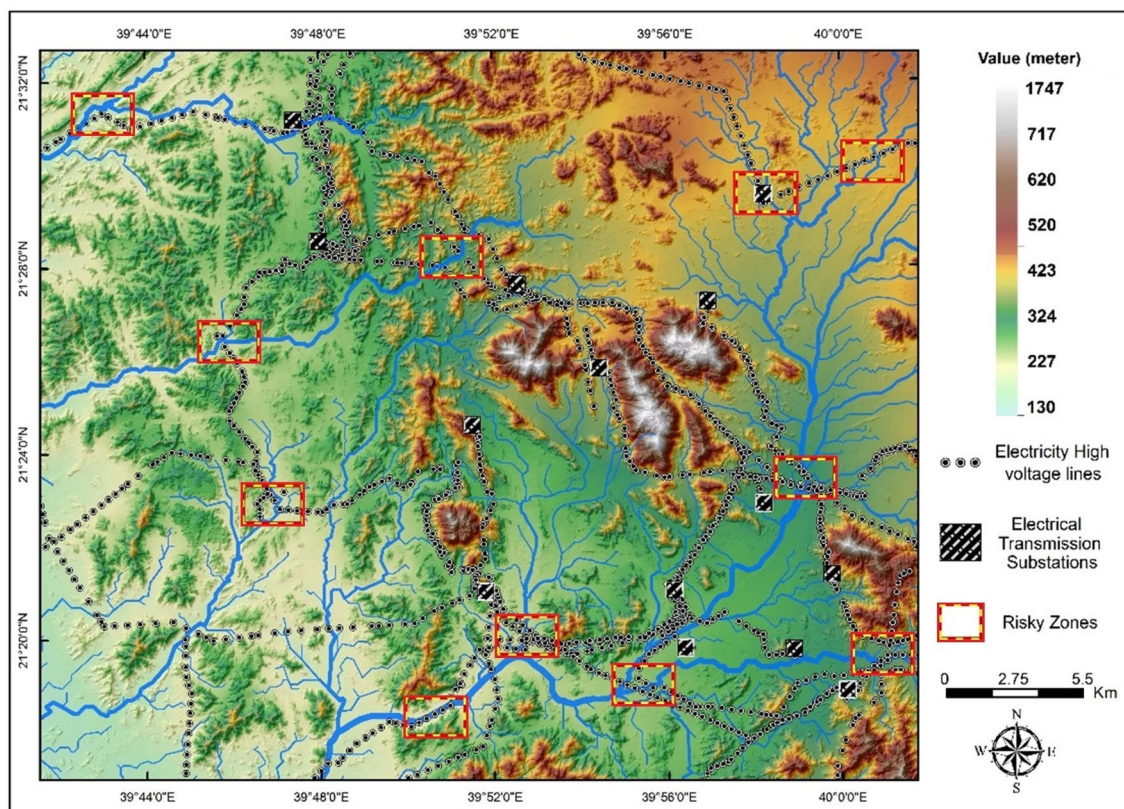 39°44'0"E 39°48'0"E 39°52'0"E 39°56'0"E 40°00'0"E
21°32'0"N
21°28'0"N
21°24'0"N
21°20'0"N
39°44'0"E 39°48'0"E 39°52'0"E 39°56'0"E 40°00'0"E
Value (meter)
1747
717
620
520
423
324
227
130
Electricity High
voltage lines
Electrical
Transmission
Substations
Risky Zones
0 2.75 5.5
Km
N
W E
S